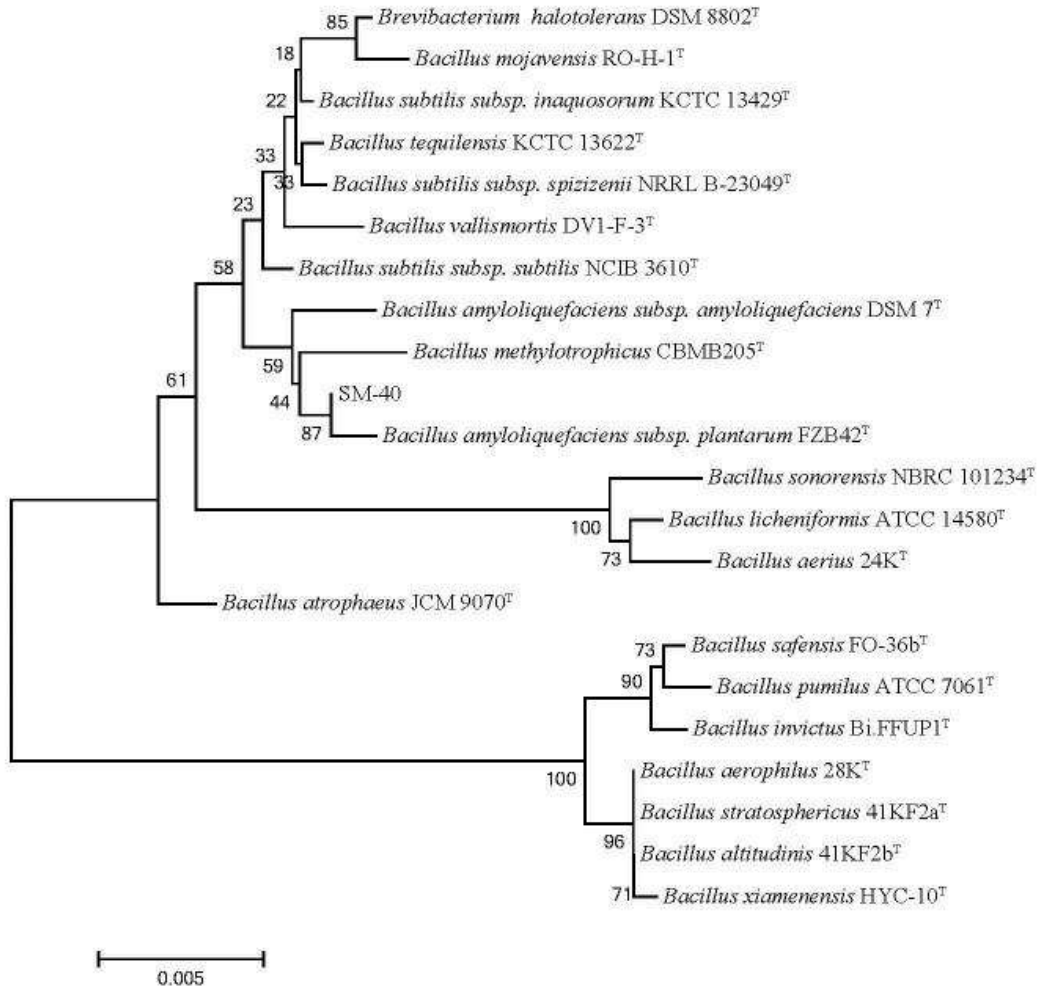 85
Brevibacterium halotolerans DSM 8802ᵀ
18
Bacillus mojavensis RO-H-1ᵀ
22
Bacillus subtilis subsp. inaquosorum KCTC 13429ᵀ
33
Bacillus tequilensis KCTC 13622ᵀ
33
Bacillus subtilis subsp. spizizenii NRRL B-23049ᵀ
23
Bacillus vallismortis DV1-F-3ᵀ
58
Bacillus subtilis subsp. subtilis NCIB 3610ᵀ
Bacillus amyloliquefaciens subsp. amyloliquefaciens DSM 7ᵀ
59
Bacillus methylotrophicus CBMB205ᵀ
61
44
SM-40
87
Bacillus amyloliquefaciens subsp. plantarum FZB42ᵀ
Bacillus sonorensis NBRC 101234ᵀ
100
Bacillus licheniformis ATCC 14580ᵀ
73
Bacillus aerius 24Kᵀ
Bacillus atrophaeus JCM 9070ᵀ
73
Bacillus safensis FO-36bᵀ
90
Bacillus pumilus ATCC 7061ᵀ
Bacillus invictus Bi.FFUP1ᵀ
100
Bacillus aerophilus 28Kᵀ
Bacillus stratosphericus 41KF2aᵀ
96
Bacillus altitudinis 41KF2bᵀ
71
Bacillus xiamenensis HYC-10ᵀ
0.005